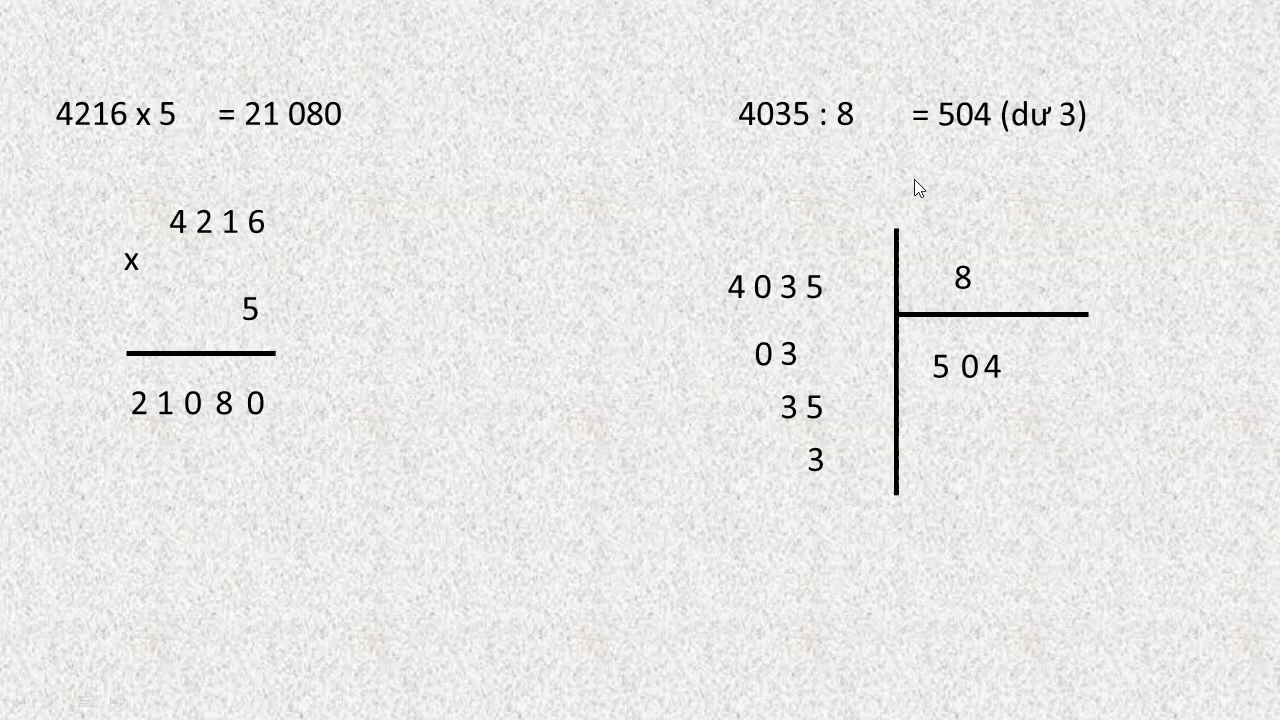 4216 x 5 = 21 080
4 2 1 6
x
5
2 1 0 8 0
4035 : 8 = 504 (dư 3)
4 0 3 5
8
0 3
5 0 4
3 5
3